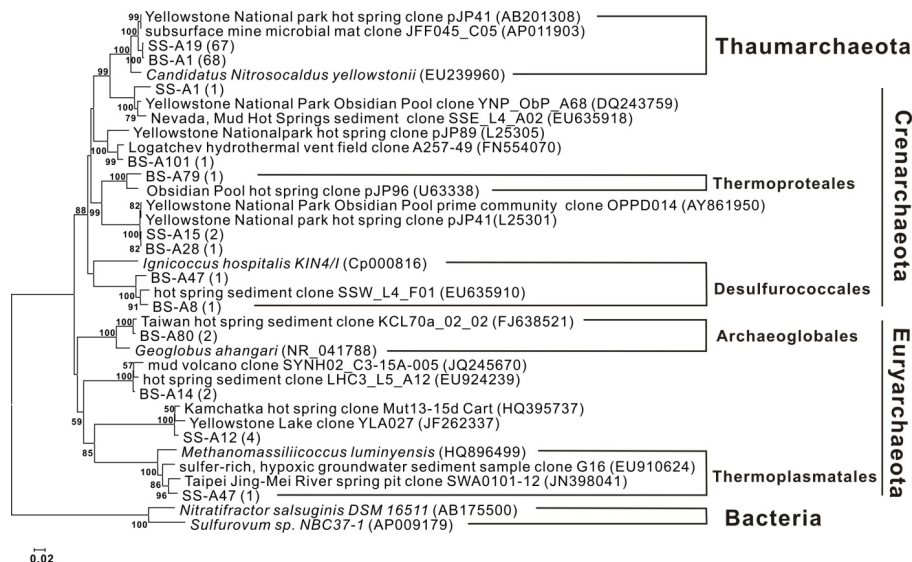 99 Yellowstone National park hot spring clone pJP41 (AB201308)
100 subsurface mine microbial mat clone JFF045_C05 (AP011903)
SS-A19 (67)
100 BS-A1 (68)
Thaumarchaeota
99 Candidatus Nitrosocaldus yellowstonii (EU239960)
SS-A1 (1)
100 Yellowstone National Park Obsidian Pool clone YNP_ObP_A68 (DQ243759)
79 Nevada, Mud Hot Springs sediment clone SSE_L4_A02 (EU635918)
Yellowstone Nationalpark hot spring clone pJP89 (L25305)
100 Logatchev hydrothermal vent field clone A257-49 (FN554070)
99 BS-A101 (1)
100 BS-A79 (1)
Thermoproteales
Obsidian Pool hot spring clone pJP96 (U63338)
88 99 82 Yellowstone National Park Obsidian Pool prime community clone OPPD014 (AY861950)
Yellowstone National park hot spring clone pJP41(L25301)
100 SS-A15 (2)
82 BS-A28 (1)
Crenarchaeota
Ignicoccus hospitalis KIN4/I (Cp000816)
BS-A47 (1)
100 hot spring sediment clone SSW_L4_F01 (EU635910)
Desulfurococcales
91 BS-A8 (1)
100 Taiwan hot spring sediment clone KCL70a_02_02 (FJ638521)
100 BS-A80 (2)
Archaeoglobales
Geoglobus ahangari (NR_041788)
57 mud volcano clone SYNH02_C3-15A-005 (JQ245670)
100 hot spring sediment clone LHC3_L5_A12 (EU924239)
BS-A14 (2)
59 50 Kamchatka hot spring clone Mut13-15d Cart (HQ395737)
100 Yellowstone Lake clone YLA027 (JF262337)
SS-A12 (4)
Euryarchaeota
85 Methanomassiliicoccus luminyensis (HQ896499)
100 sulfer-rich, hypoxic groundwater sediment sample clone G16 (EU910624)
Thermoplasmatales
86 Taipei Jing-Mei River spring pit clone SWA0101-12 (JN398041)
96 SS-A47 (1)
Nitratifractor salsuginis DSM 16511 (AB175500)
Bacteria
100 Sulfurovum sp. NBC37-1 (AP009179)
0.02